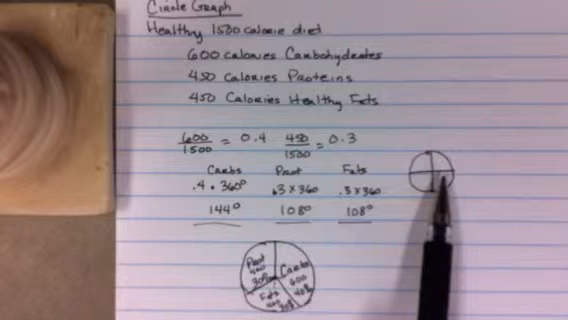 Circle Graph
Healthy 1500 calorie diet
600 calories Carbohydrates
450 calories Proteins
450 Calories Healthy Fats
600/1500 = 0.4 450/1500 = 0.3
Carbs Prot Fats
.4 • 360° .3 x 360 .3 x 360
144° 108° 108°
Prot Carbs
30% 600
Fats 40%